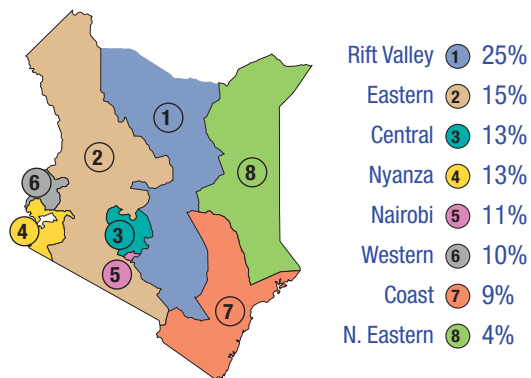 Rift Valley 1 25%
Eastern 2 15%
Central 3 13%
Nyanza 4 13%
Nairobi 5 11%
Western 6 10%
Coast 7 9%
N. Eastern 8 4%
1
2
8
6
4
3
5
7